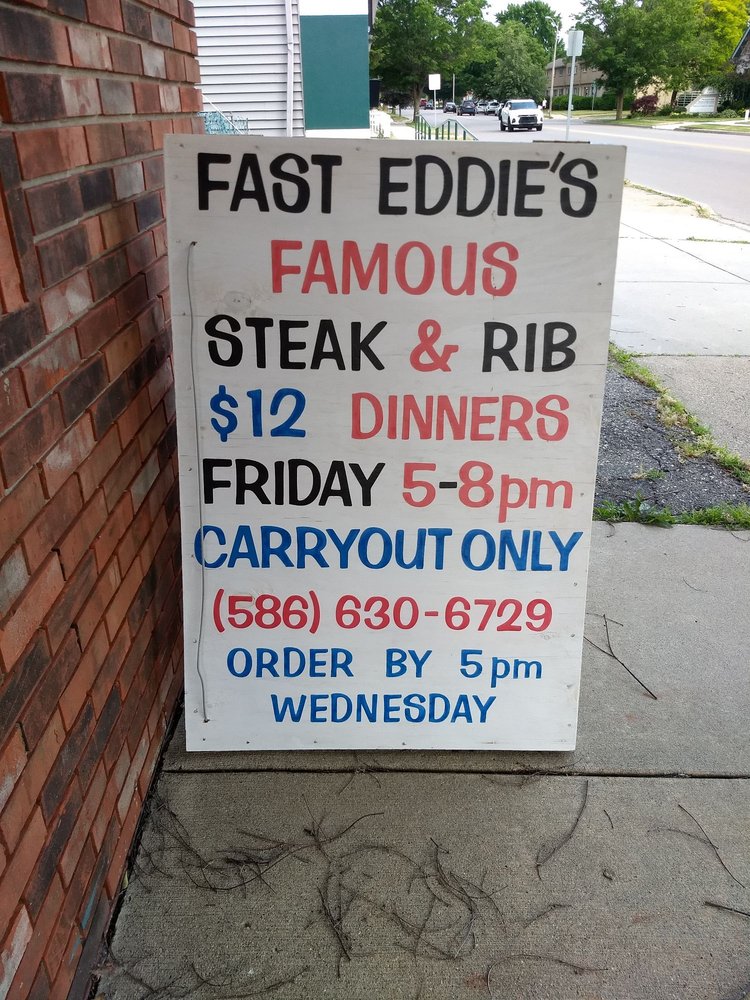 FAST EDDIE'S
FAMOUS
STEAK & RIB
$12 DINNERS
FRIDAY 5-8pm
CARRYOUT ONLY
(586) 630-6729
ORDER BY 5pm
WEDNESDAY